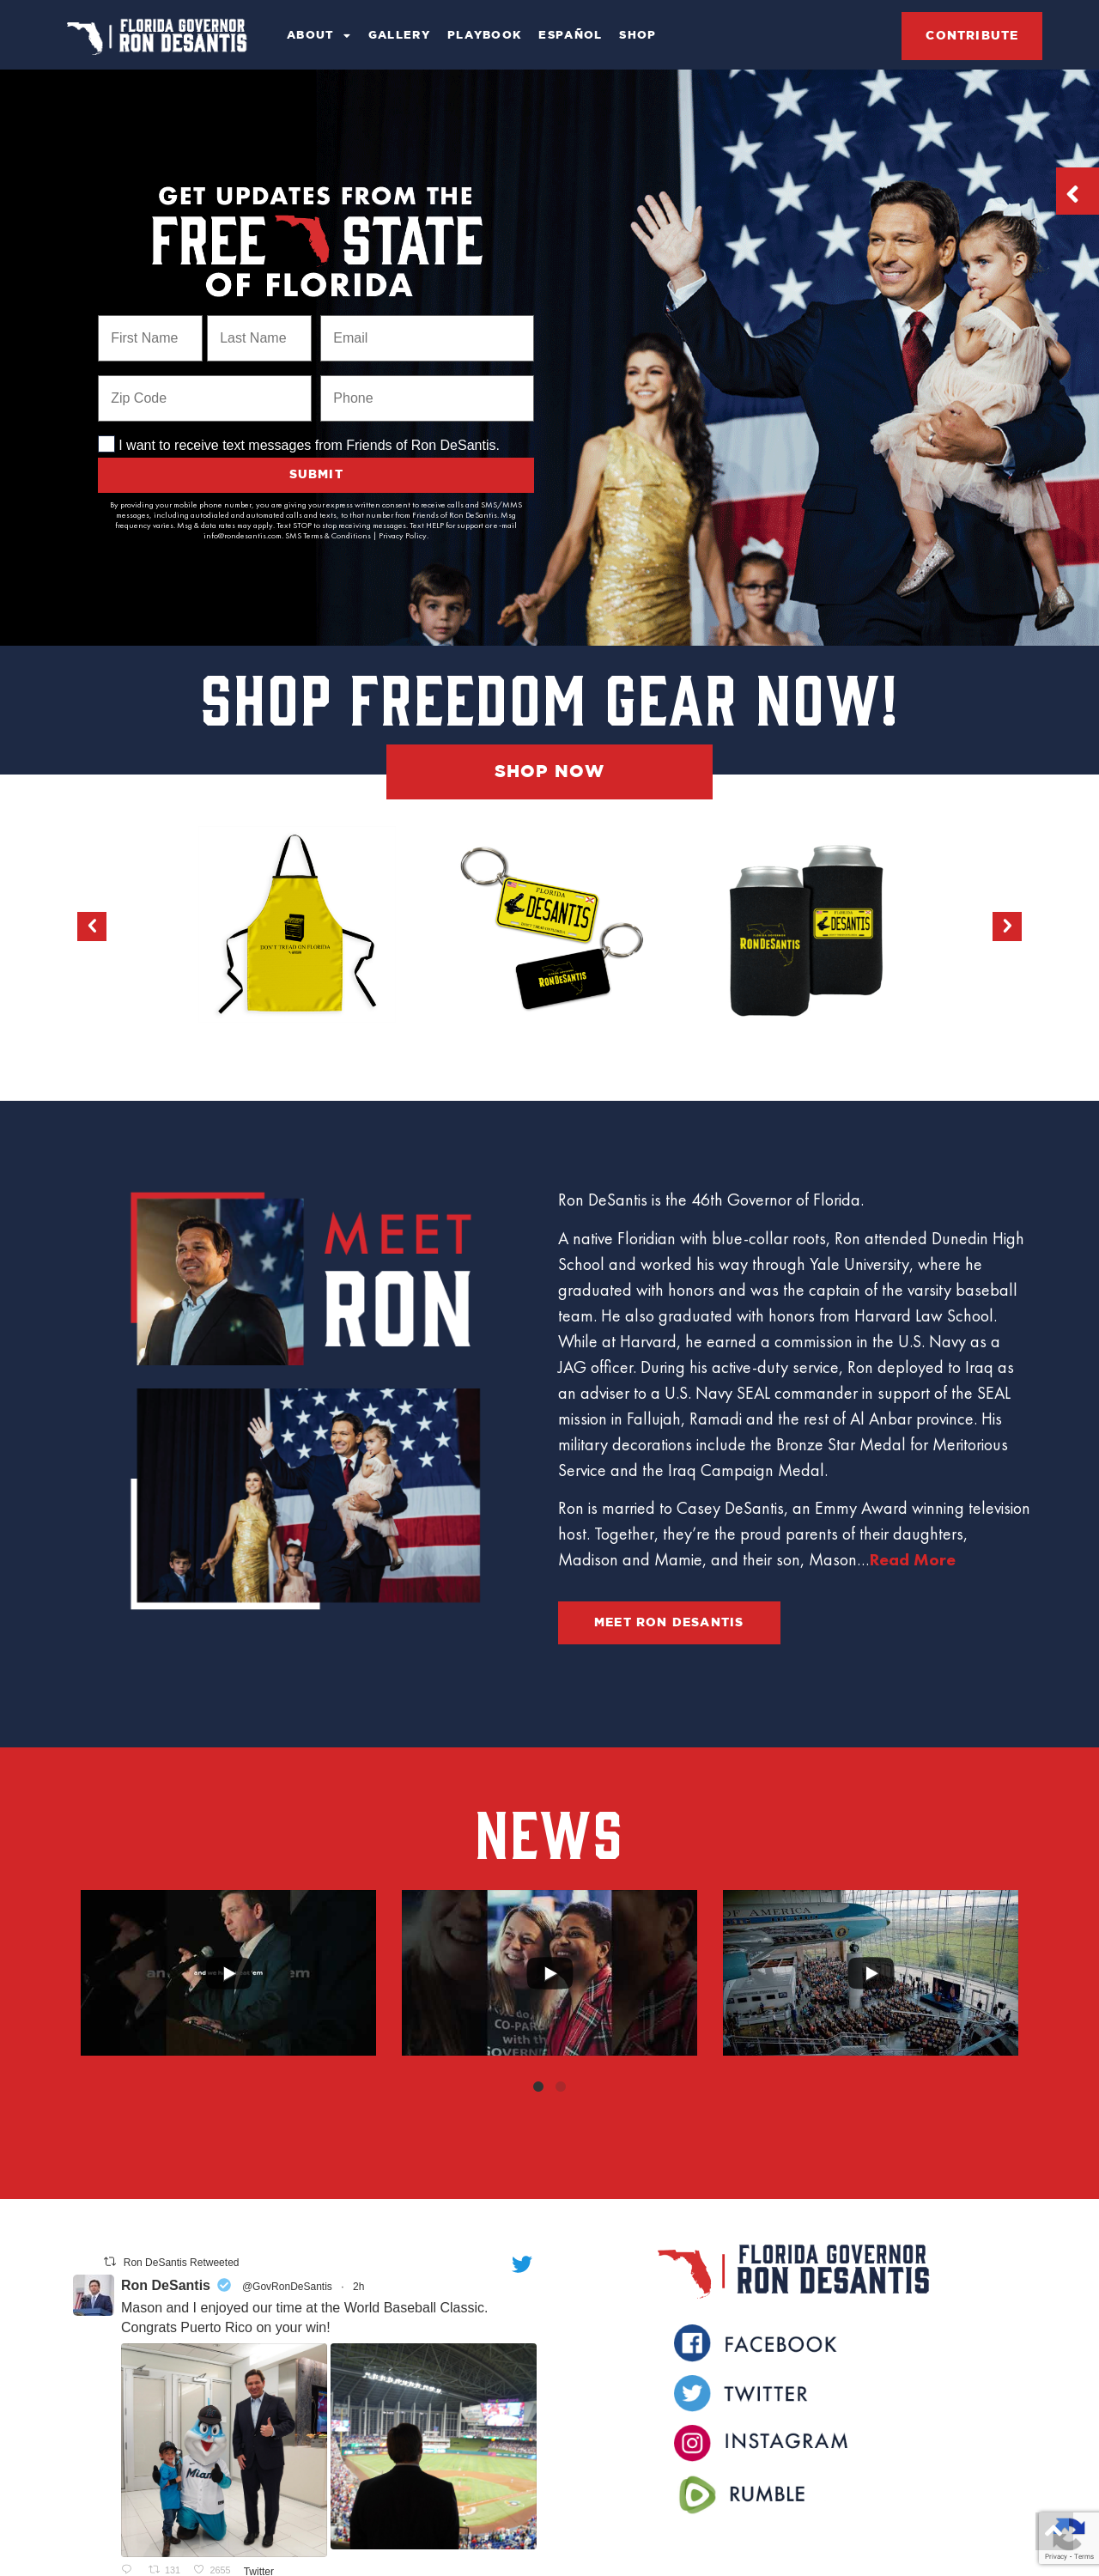 FLORIDA GOVERNOR
RON DESANTIS
ABOUT
GALLERY
PLAYBOOK
ESPAÑOL
SHOP
CONTRIBUTE
GET UPDATES FROM THE
FREE STATE
OF FLORIDA
First Name
Last Name
Email
Zip Code
Phone
I want to receive text messages from Friends of Ron DeSantis.
SUBMIT
By providing your mobile phone number, you are giving your express written consent to receive calls and SMS/MMS
messages, including autodialed and automated calls and texts, to that number from Friends of Ron DeSantis. Msg
frequency varies. Msg & data rates may apply. Text STOP to stop receiving messages. Text HELP for support or e-mail
info@rondesantis.com. SMS Terms & Conditions | Privacy Policy.
SHOP FREEDOM GEAR NOW!
SHOP NOW
DON'T TREAD ON FLORIDA
FLORIDA
DESANTIS
DON'T TREAD ON FLORIDA
RON DESANTIS
FLORIDA GOVERNOR
RON DESANTIS
FLORIDA
DESANTIS
MEET
RON
Ron DeSantis is the 46th Governor of Florida.
A native Floridian with blue-collar roots, Ron attended Dunedin High
School and worked his way through Yale University, where he
graduated with honors and was the captain of the varsity baseball
team. He also graduated with honors from Harvard Law School.
While at Harvard, he earned a commission in the U.S. Navy as a
JAG officer. During his active-duty service, Ron deployed to Iraq as
an adviser to a U.S. Navy SEAL commander in support of the SEAL
mission in Fallujah, Ramadi and the rest of Al Anbar province. His
military decorations include the Bronze Star Medal for Meritorious
Service and the Iraq Campaign Medal.
Ron is married to Casey DeSantis, an Emmy Award winning television
host. Together, they’re the proud parents of their daughters,
Madison and Mamie, and their son, Mason...Read More
MEET RON DESANTIS
NEWS
OF AMERICA
CO-PAR
with the
GOVERN
Ron DeSantis Retweeted
Ron DeSantis @GovRonDeSantis · 2h
Mason and I enjoyed our time at the World Baseball Classic.
Congrats Puerto Rico on your win!
Miami
131 2655 Twitter
FLORIDA GOVERNOR
RON DESANTIS
FACEBOOK
TWITTER
INSTAGRAM
RUMBLE
Privacy - Terms